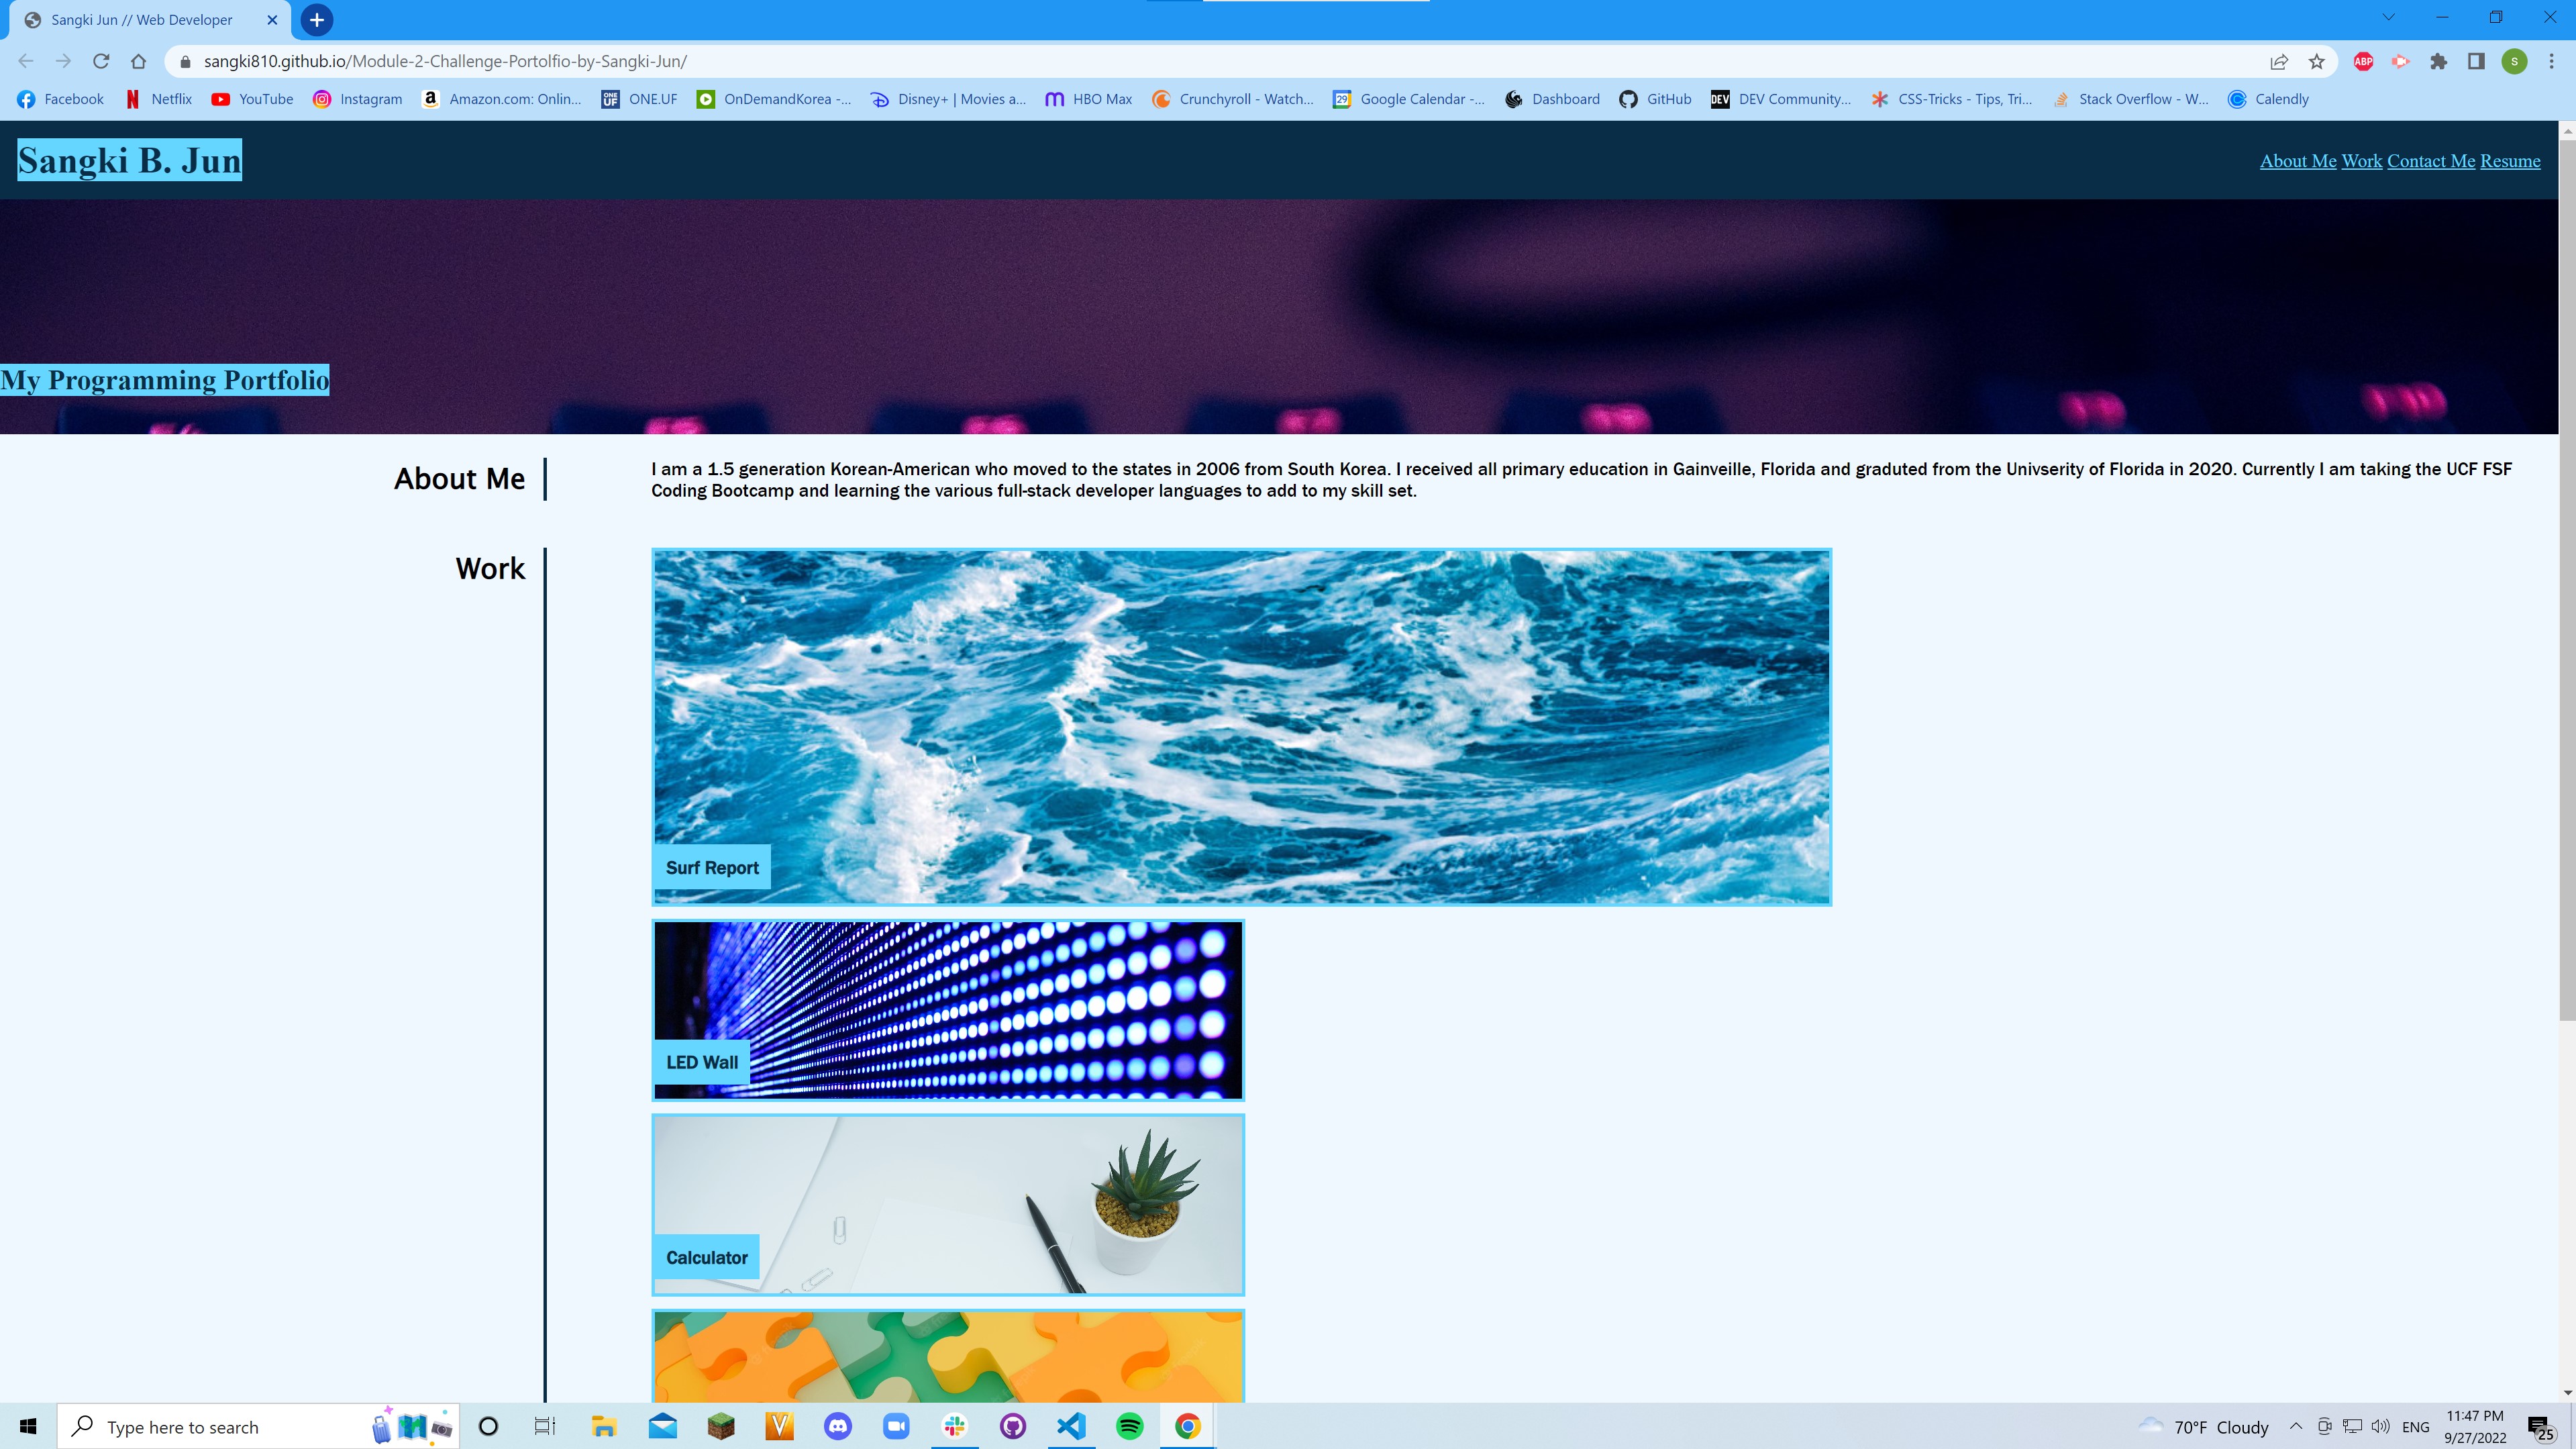 Sangki Jun // Web Developer
sangki810.github.io/Module-2-Challenge-Portolfio-by-Sangki-Jun/
ABP
S
Facebook Netflix YouTube Instagram Amazon.com: Onlin... ONE UF ONE.UF OnDemandKorea -... Disney+ | Movies a... HBO Max Crunchyroll - Watch... 29 Google Calendar -... Dashboard GitHub DEV DEV Community... CSS-Tricks - Tips, Tri... Stack Overflow - W... Calendly
Sangki B. Jun
About Me Work Contact Me Resume
My Programming Portfolio
About Me
I am a 1.5 generation Korean-American who moved to the states in 2006 from South Korea. I received all primary education in Gainveille, Florida and graduted from the Univserity of Florida in 2020. Currently I am taking the UCF FSF
Coding Bootcamp and learning the various full-stack developer languages to add to my skill set.
Work
Surf Report
LED Wall
Calculator
Type here to search
70°F Cloudy
ENG
11:47 PM
9/27/2022
25